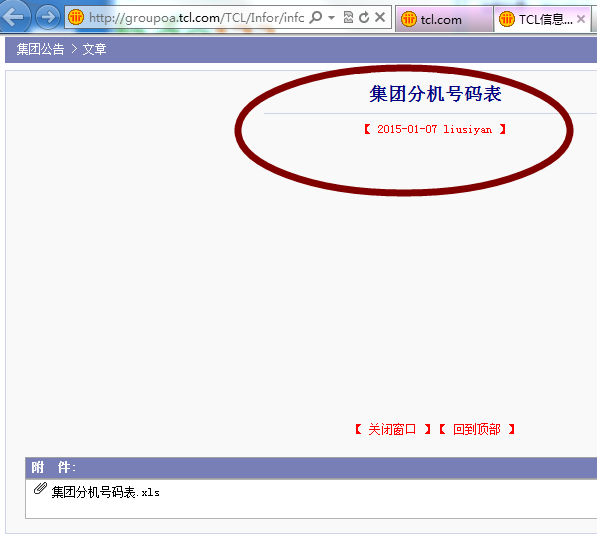 http://groupoa.tcl.com/TCL/Infor/infc
tcl.com
TCL信息...
集团公告 > 文章
集团分机号码表
【 2015-01-07 liusiyan 】
【 关闭窗口 】【 回到顶部 】
附 件:
集团分机号码表.xls